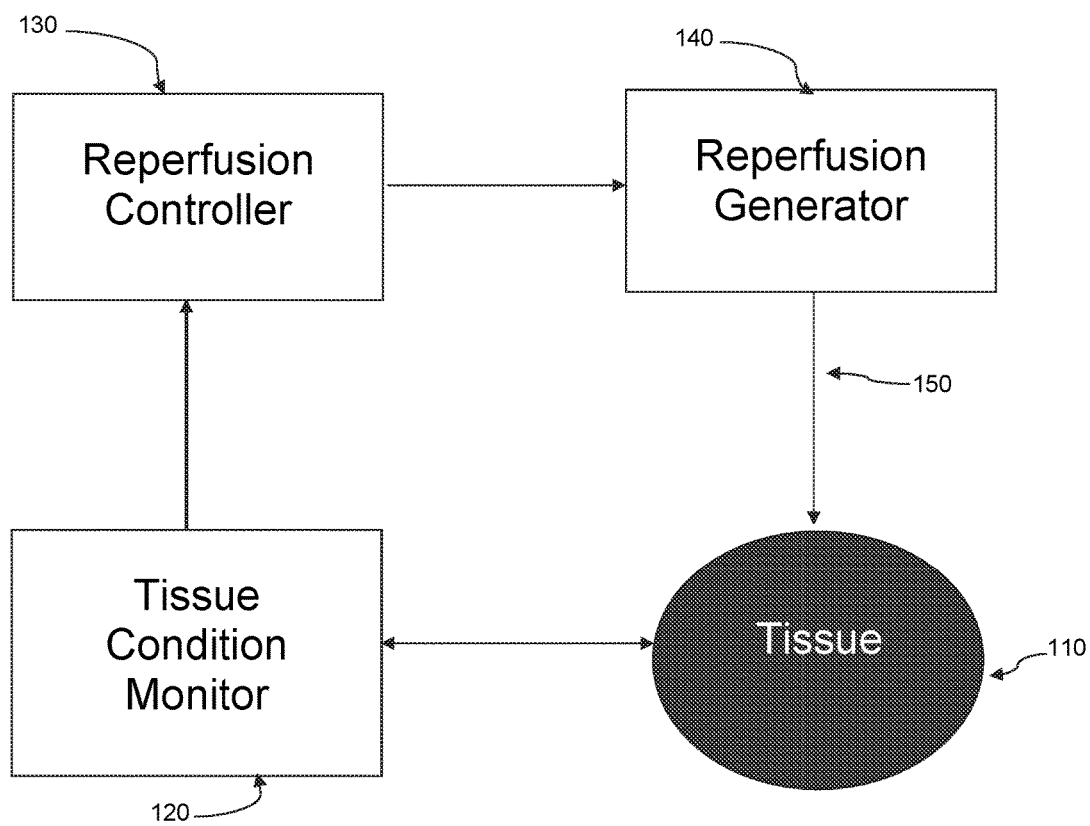 130
140
Reperfusion
Controller
Reperfusion
Generator
150
Tissue
Condition
Monitor
Tissue
110
120